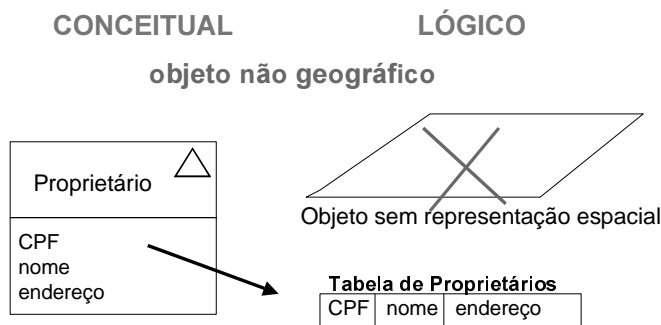 CONCEITUAL LÓGICO
objeto não geográfico
Proprietário
CPF
nome
endereço
Objeto sem representação espacial
Tabela de Proprietários
CPF nome endereço